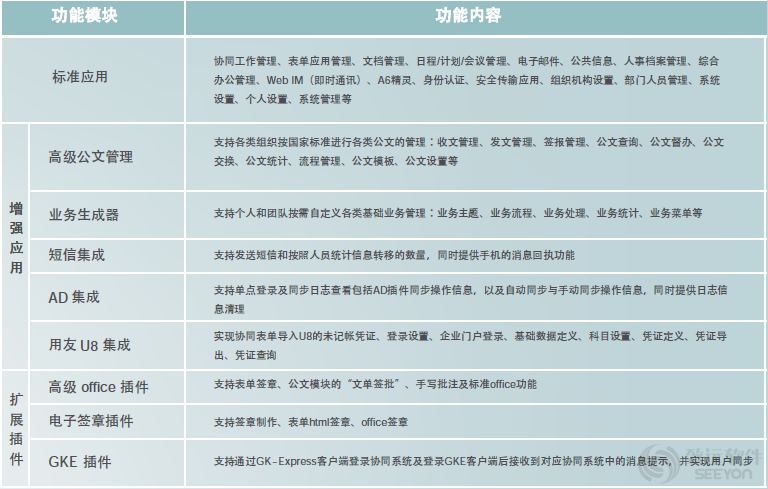 功能模块 功能内容
标准应用
协同工作管理、表单应用管理、文档管理、日程/计划/会议管理、电子邮件、公共信息、人事档案管理、综合
办公管理、Web IM（即时通讯）、A6精灵、身份认证、安全传输应用、组织机构设置、部门人员管理、系统
设置、个人设置、系统管理等
增强应用
高级公文管理
支持各类组织按国家标准进行各类公文的管理：收文管理、发文管理、签报管理、公文查询、公文督办、公文
交换、公文统计、流程管理、公文模板、公文设置等
业务生成器
支持个人和团队按需自定义各类基础业务管理：业务主题、业务流程、业务处理、业务统计、业务菜单等
短信集成
支持发送短信和按照人员统计信息转移的数量，同时提供手机的消息回执功能
AD 集成
支持单点登录及同步日志查看包括AD插件同步操作信息，以及自动同步与手动同步操作信息，同时提供日志信
息清理
用友 U8 集成
实现协同表单导入U8的未记帐凭证、登录设置、企业门户登录、基础数据定义、科目设置、凭证定义、凭证导
出、凭证查询
扩展插件
高级 office 插件
支持表单签章、公文模块的“文单签批”、手写批注及标准office功能
电子签章插件
支持签章制作、表单html签章、office签章
GKE 插件
支持通过GK-Express客户端登录协同系统及登录GKE客户端后接收到对应协同系统中的消息提示，并实现用户同步
致远软件
SEEYON